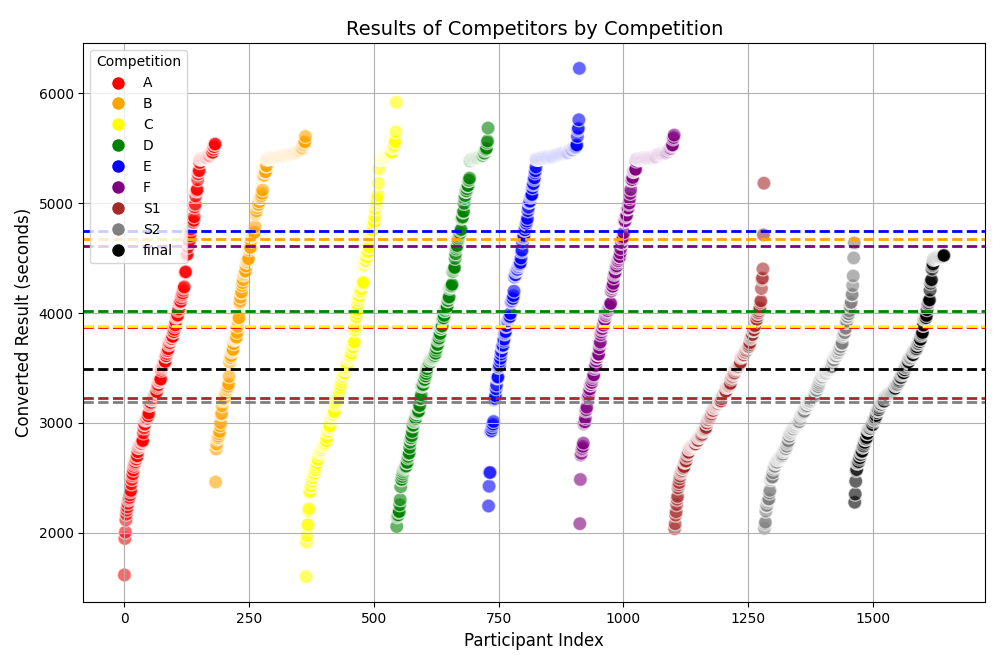 Results of Competitors by Competition
Converted Result (seconds)
6000
5000
4000
3000
2000
Competition
A
B
C
D
E
F
S1
S2
final
0
250
500
750
1000
1250
1500
Participant Index